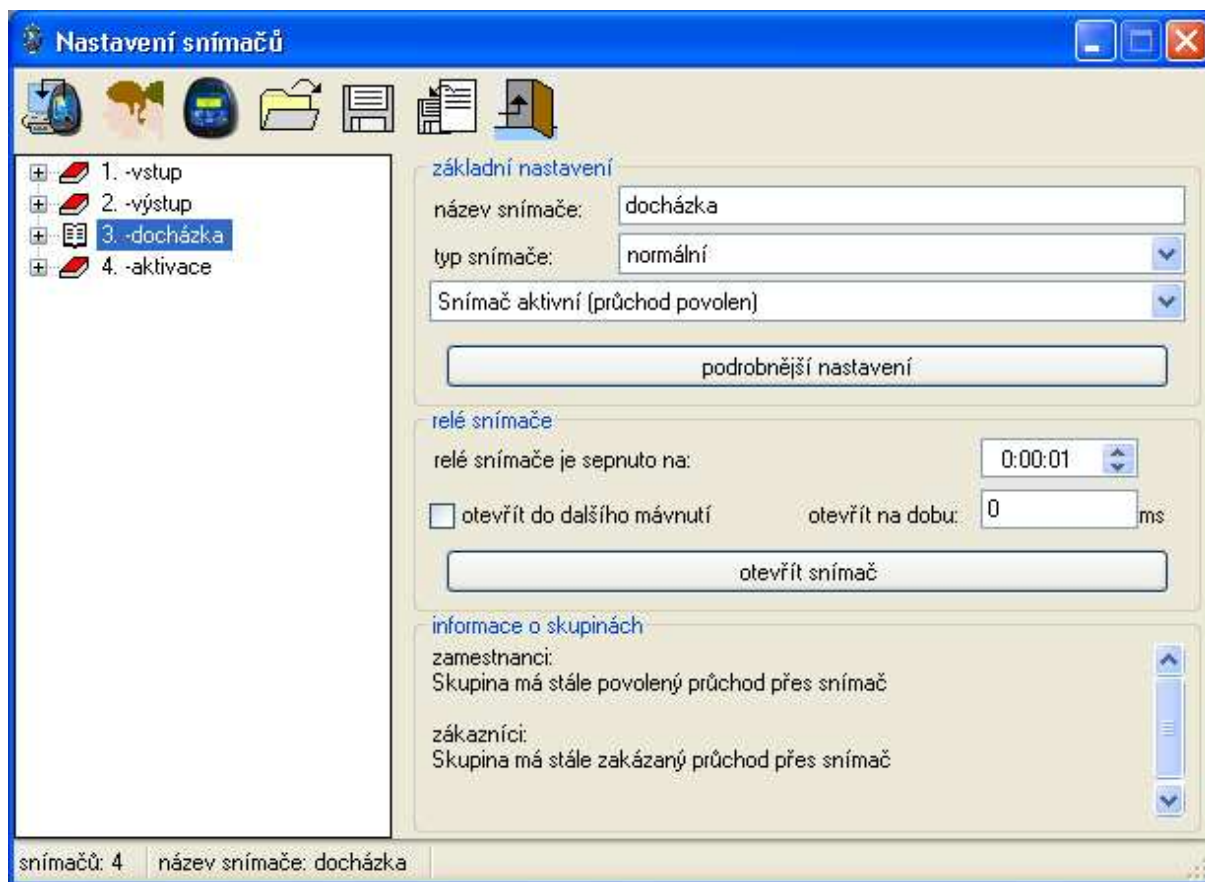 Nastavení snímačů
1. -vstup
2. -výstup
3. -docházka
4. -aktivace
základní nastavení
název snímače: docházka
typ snímače: normální
Snímač aktivní (průchod povolen)
podrobnější nastavení
relé snímače
relé snímače je sepnuto na: 0:00:01
otevřít do dalšího mávnutí otevřít na dobu: 0 ms
otevřít snímač
informace o skupinách
zamestnanci:
Skupina má stále povolený průchod přes snímač
zákazníci:
Skupina má stále zakázaný průchod přes snímač
snímačů: 4 název snímače: docházka